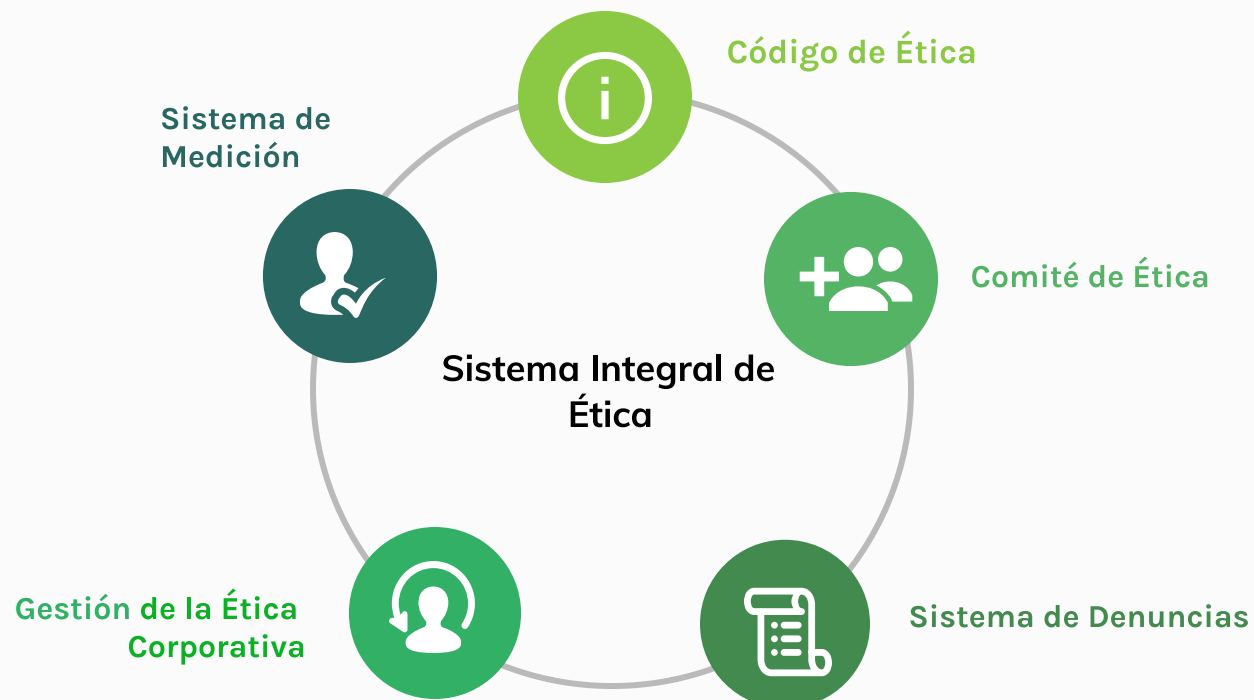 Código de Ética
Sistema de
Medición
Comité de Ética
Sistema Integral de
Ética
Gestión de la Ética
Corporativa
Sistema de Denuncias